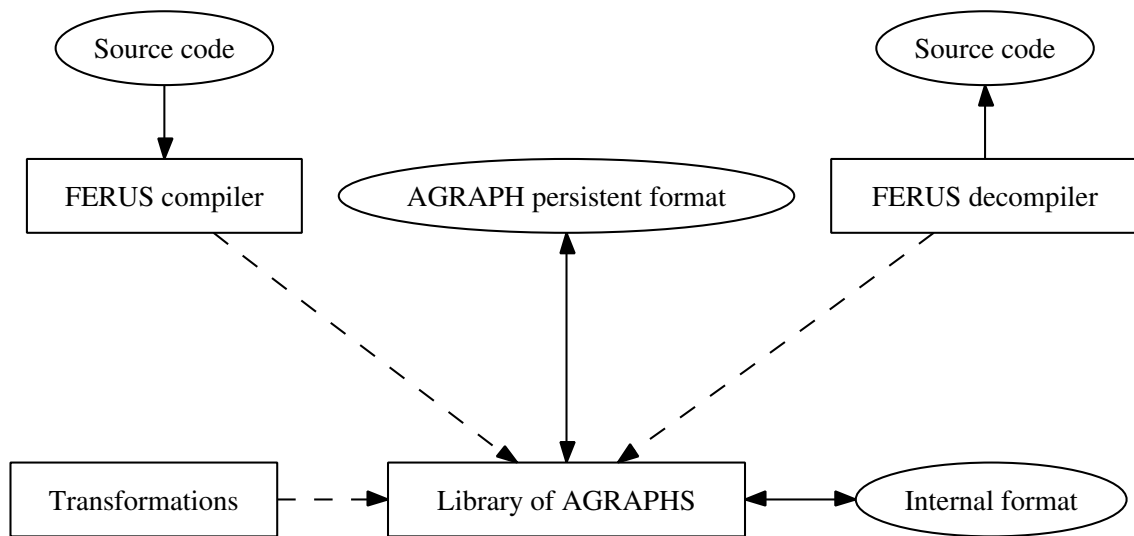 Source code
Source code
FERUS compiler
AGRAPH persistent format
FERUS decompiler
Transformations
Library of AGRAPHS
Internal format